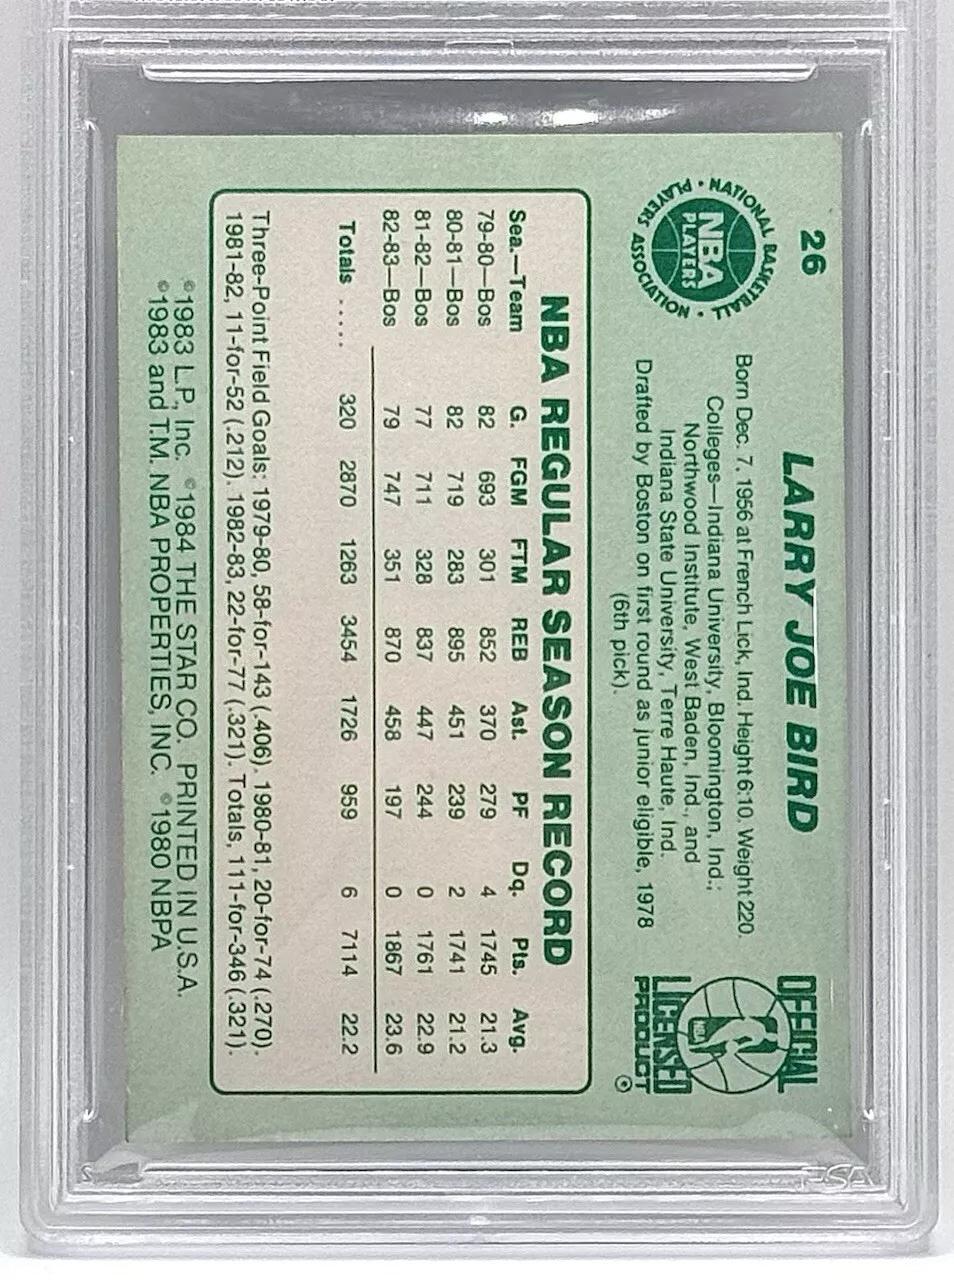 26
LARRY JOE BIRD
NATIONAL BASKETBALL PLAYERS ASSOCIATION
NBA
PLAYERS
Born Dec. 7, 1956 at French Lick, Ind. Height 6:10. Weight 220.
Colleges—Indiana University, Bloomington, Ind.;
Northwood Institute, West Baden, Ind., and
Indiana State University, Terre Haute, Ind.
Drafted by Boston on first round as junior eligible, 1978
(6th pick).
OFFICIAL
NBA
LICENSED
PRODUCT
NBA REGULAR SEASON RECORD
Sea.—Team G. FGM FTM REB Ast. PF Dq. Pts. Avg.
79-80—Bos 82 693 301 852 370 279 4 1745 21.3
80-81—Bos 82 719 283 895 451 239 2 1741 21.2
81-82—Bos 77 711 328 837 447 244 0 1761 22.9
82-83—Bos 79 747 351 870 458 197 0 1867 23.6
Totals ..... 320 2870 1263 3454 1726 959 6 7114 22.2
Three-Point Field Goals: 1979-80, 58-for-143 (.406). 1980-81, 20-for-74 (.270).
1981-82, 11-for-52 (.212). 1982-83, 22-for-77 (.321). Totals, 111-for-346 (.321).
©1983 L.P., Inc. ©1984 THE STAR CO. PRINTED IN U.S.A.
©1983 and T.M. NBA PROPERTIES, INC. ©1980 NBPA
PSA